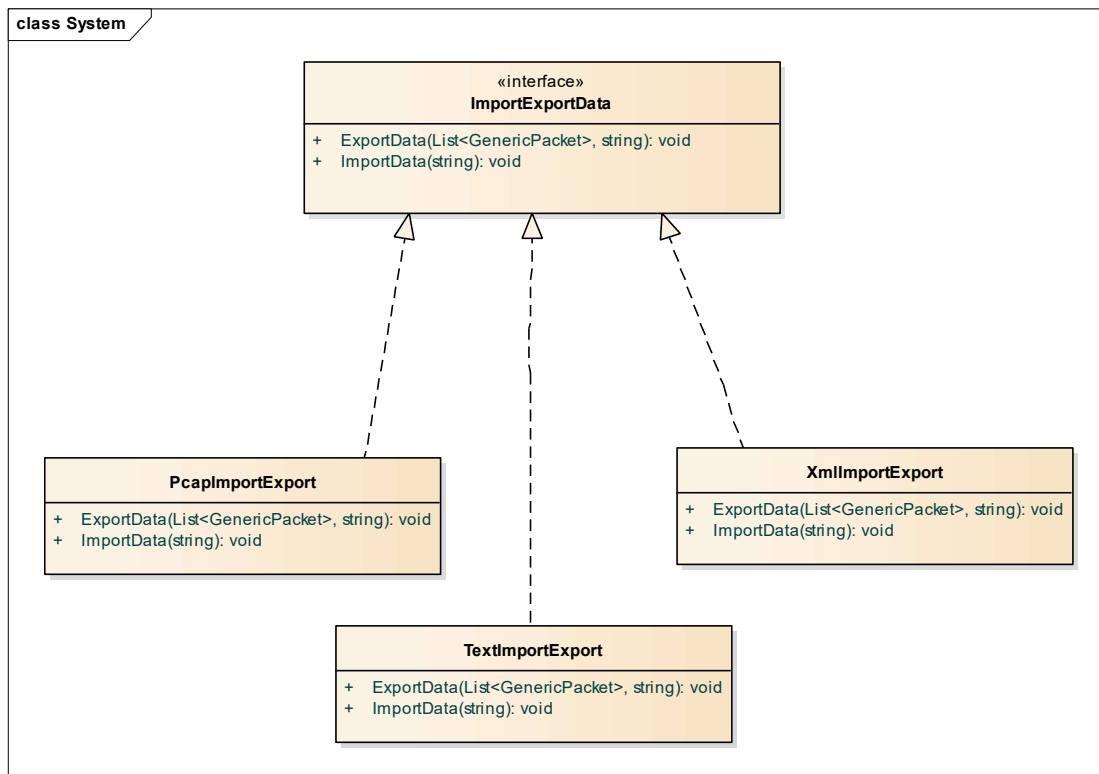 class System
«interface»
ImportExportData
+ ExportData(List<GenericPacket>, string): void
+ ImportData(string): void
PcapImportExport
+ ExportData(List<GenericPacket>, string): void
+ ImportData(string): void
XmlImportExport
+ ExportData(List<GenericPacket>, string): void
+ ImportData(string): void
TextImportExport
+ ExportData(List<GenericPacket>, string): void
+ ImportData(string): void